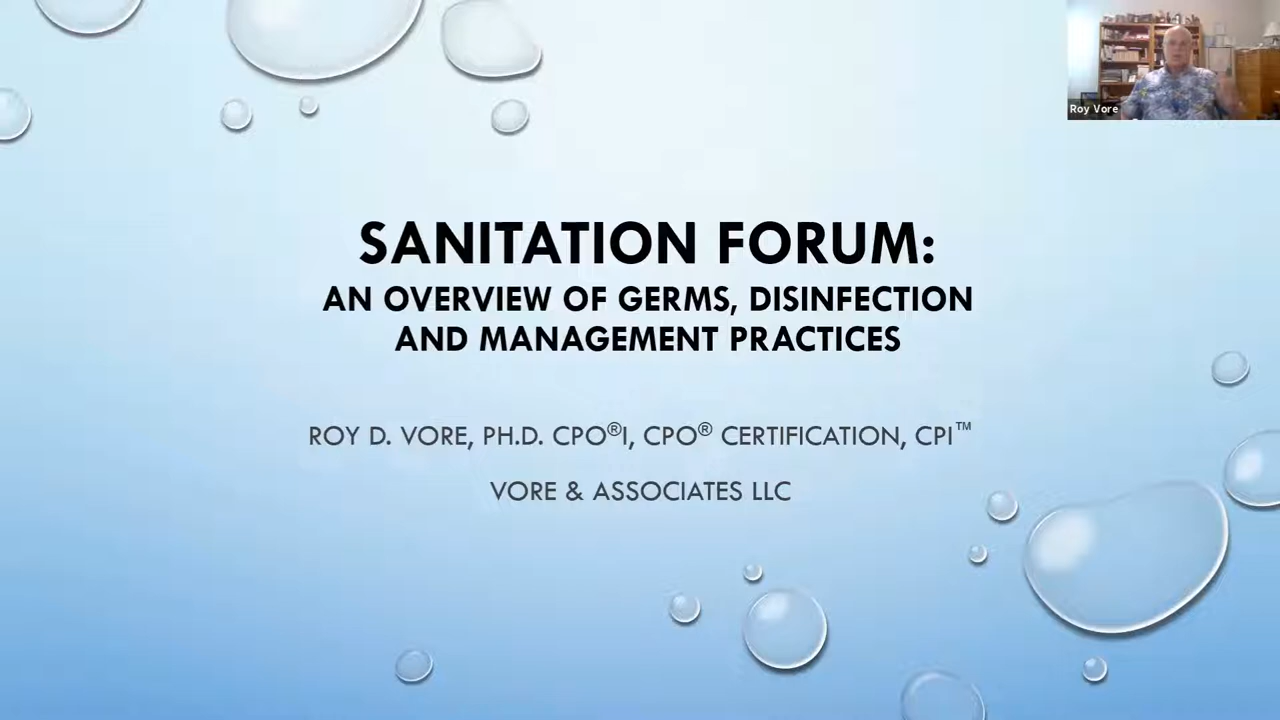 Roy Vore
SANITATION FORUM:
AN OVERVIEW OF GERMS, DISINFECTION
AND MANAGEMENT PRACTICES
ROY D. VORE, PH.D. CPO®I, CPO® CERTIFICATION, CPI™
VORE & ASSOCIATES LLC